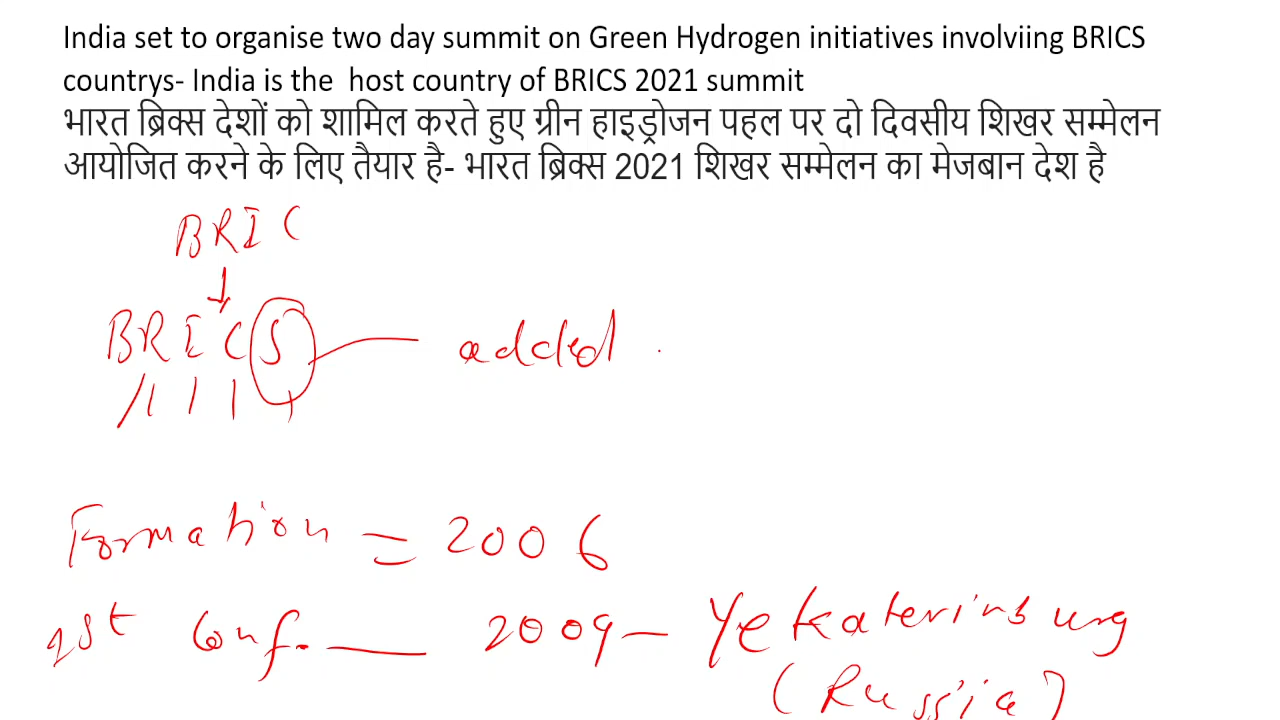 India set to organise two day summit on Green Hydrogen initiatives involviing BRICS
countrys- India is the host country of BRICS 2021 summit
भारत ब्रिक्स देशों को शामिल करते हुए ग्रीन हाइड्रोजन पहल पर दो दिवसीय शिखर सम्मेलन
आयोजित करने के लिए तैयार है- भारत ब्रिक्स 2021 शिखर सम्मेलन का मेजबान देश है
BRIC
BRICS — added
Formation = 2006
1st Conf. — 2009 — Yekaterinburg
(Russia)